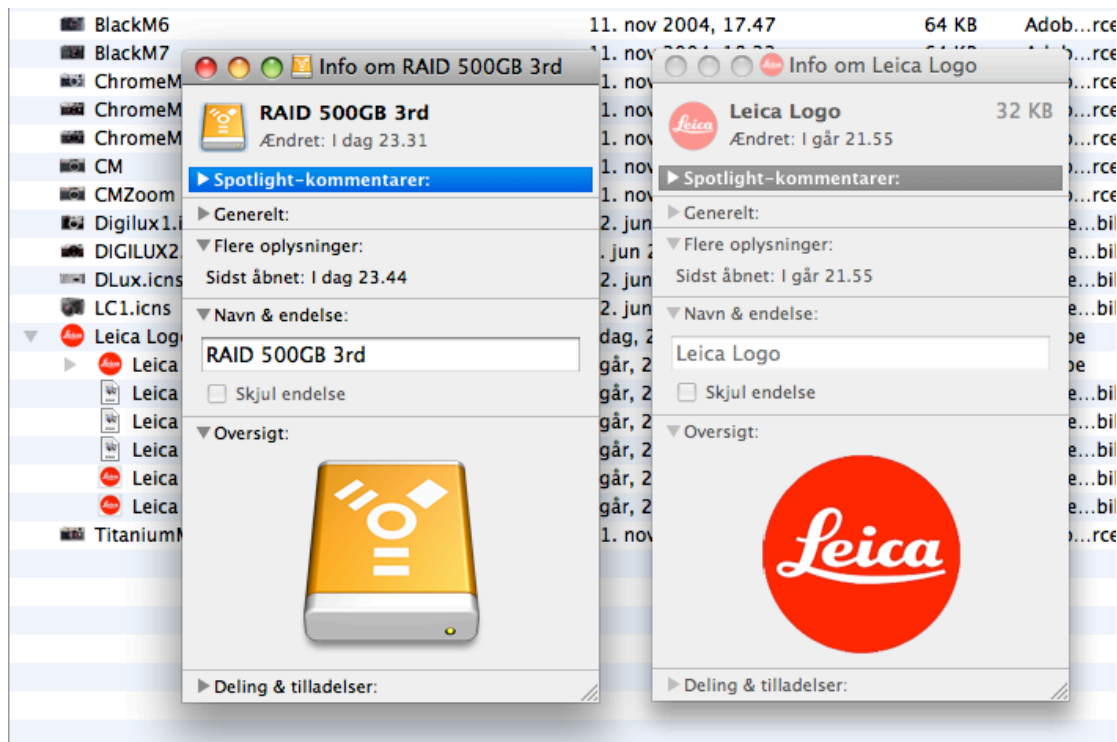 BlackM6 11. nov 2004, 17.47 64 KB Adob...rce
BlackM7
ChromeM
ChromeM
ChromeM
CM
CMZoom
Digilux1.i
DIGILUX2
DLux.icns
LC1.icns
Leica Log
Leica
Leica
Leica
Leica
Leica
Leica
TitaniumM
Info om RAID 500GB 3rd
RAID 500GB 3rd
Ændret: I dag 23.31
Spotlight-kommentarer:
Generelt:
Flere oplysninger:
Sidst åbnet: I dag 23.44
Navn & endelse:
RAID 500GB 3rd
Skjul endelse
Oversigt:
Deling & tilladelser:
Info om Leica Logo
Leica Logo 32 KB
Ændret: I går 21.55
Spotlight-kommentarer:
Generelt:
Flere oplysninger:
Sidst åbnet: I går 21.55
Navn & endelse:
Leica Logo
Skjul endelse
Oversigt:
Leica
Deling & tilladelser: